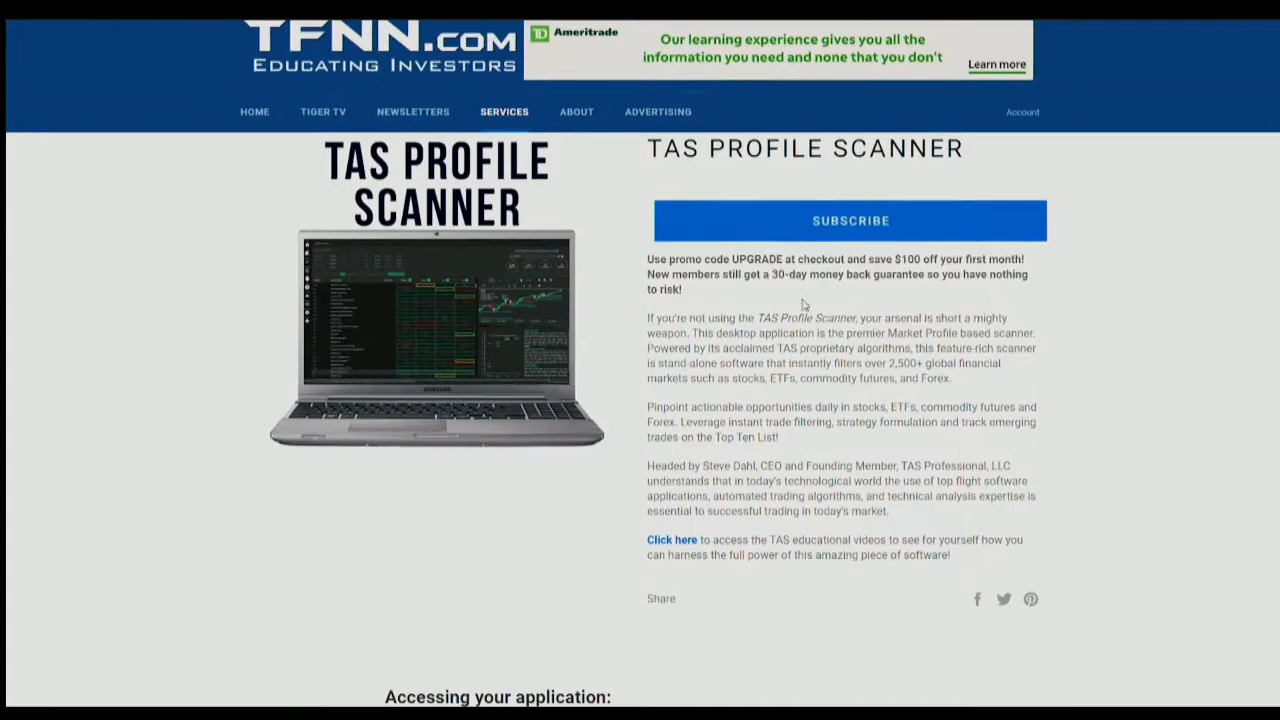 TFNN.COM
EDUCATING INVESTORS
TD Ameritrade
Our learning experience gives you all the
information you need and none that you don't
Learn more
HOME TIGER TV NEWSLETTERS SERVICES ABOUT ADVERTISING Account
TAS PROFILE
SCANNER
SAMSUNG
TAS PROFILE SCANNER
SUBSCRIBE
Use promo code UPGRADE at checkout and save $100 off your first month!
New members still get a 30-day money back guarantee so you have nothing
to risk!
If you're not using the TAS Profile Scanner, your arsenal is short a mighty
weapon. This desktop application is the premier Market Profile based scanner.
Powered by its acclaimed TAS proprietary algorithms, this feature-rich scanner
is stand-alone software that instantly filters over 2,500+ global financial
markets such as stocks, ETFs, commodity futures, and Forex.
Pinpoint actionable opportunities daily in stocks, ETFs, commodity futures and
Forex. Leverage instant trade filtering, strategy formulation and track emerging
trades on the Top Ten List!
Headed by Steve Dahl, CEO and Founding Member, TAS Professional, LLC
understands that in today's technological world the use of top flight software
applications, automated trading algorithms, and technical analysis expertise is
essential to successful trading in today's market.
Click here to access the TAS educational videos to see for yourself how you
can harness the full power of this amazing piece of software!
Share
Accessing your application: